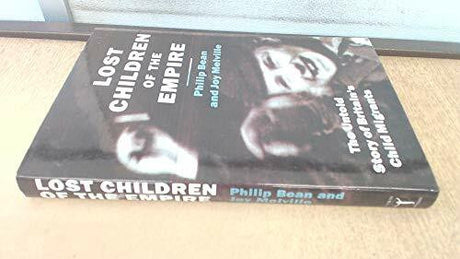 LOST
CHILDREN
OF THE
EMPIRE
Philip Bean
and Joy Melville
The Untold
Story of Britain's
Child Migrants
LOST CHILDREN
OF THE EMPIRE
Philip Bean and
Joy Melville